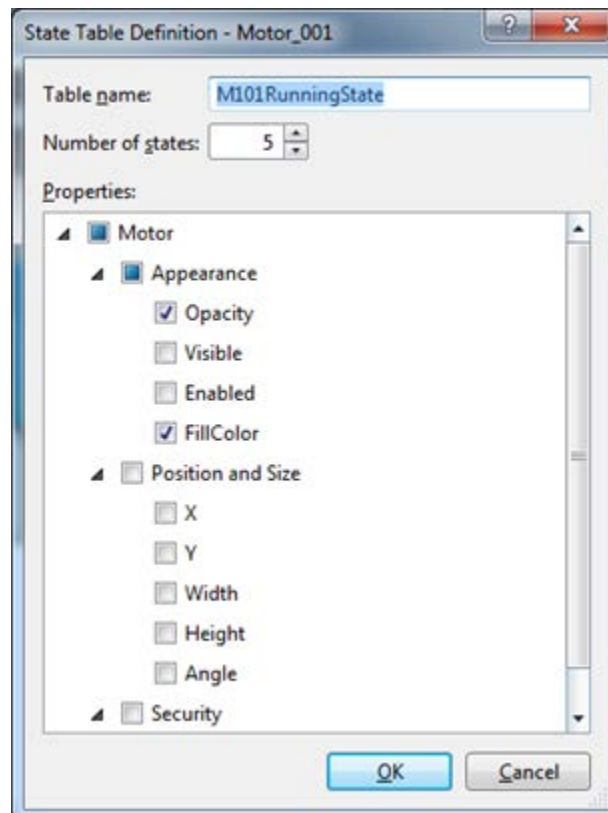 State Table Definition - Motor_001
?
Table name: M101RunningState
Number of states: 5
Properties:
Motor
Appearance
Opacity
Visible
Enabled
FillColor
Position and Size
X
Y
Width
Height
Angle
Security
OK Cancel